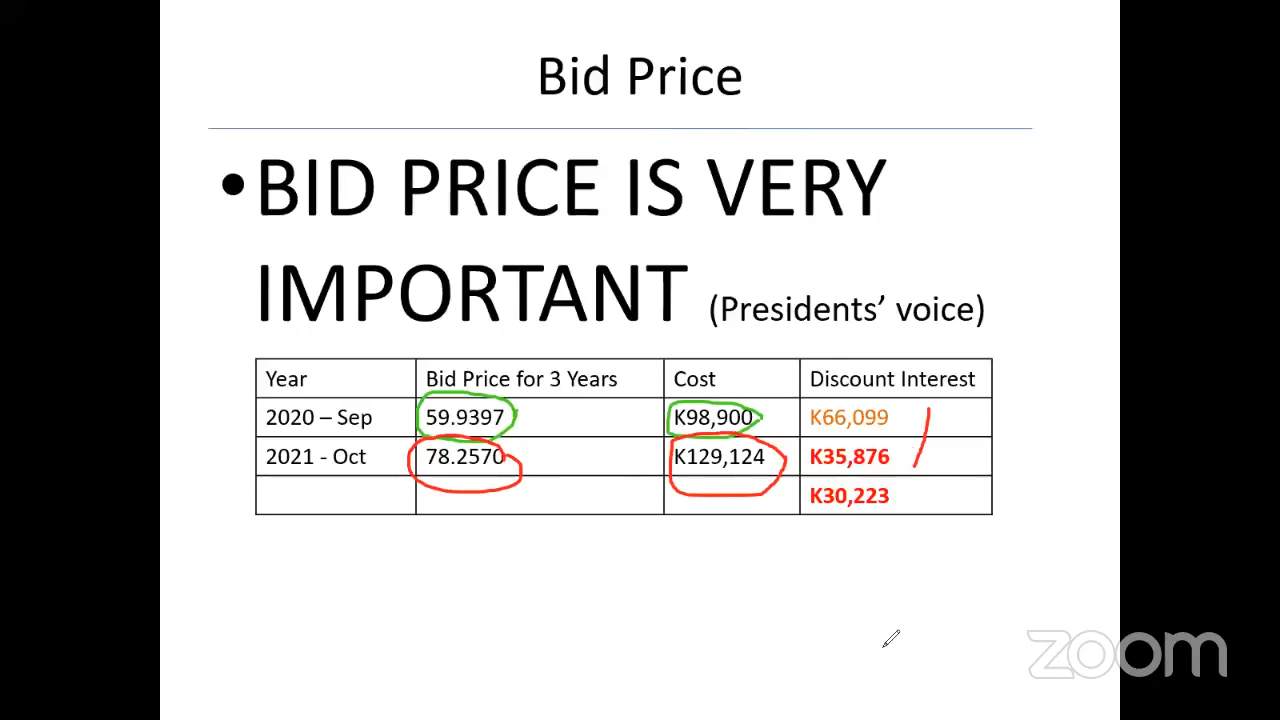 Bid Price
•BID PRICE IS VERY
IMPORTANT (Presidents’ voice)
Year Bid Price for 3 Years Cost Discount Interest
2020 – Sep 59.9397 K98,900 K66,099
2021 - Oct 78.2570 K129,124 K35,876
K30,223
zoom